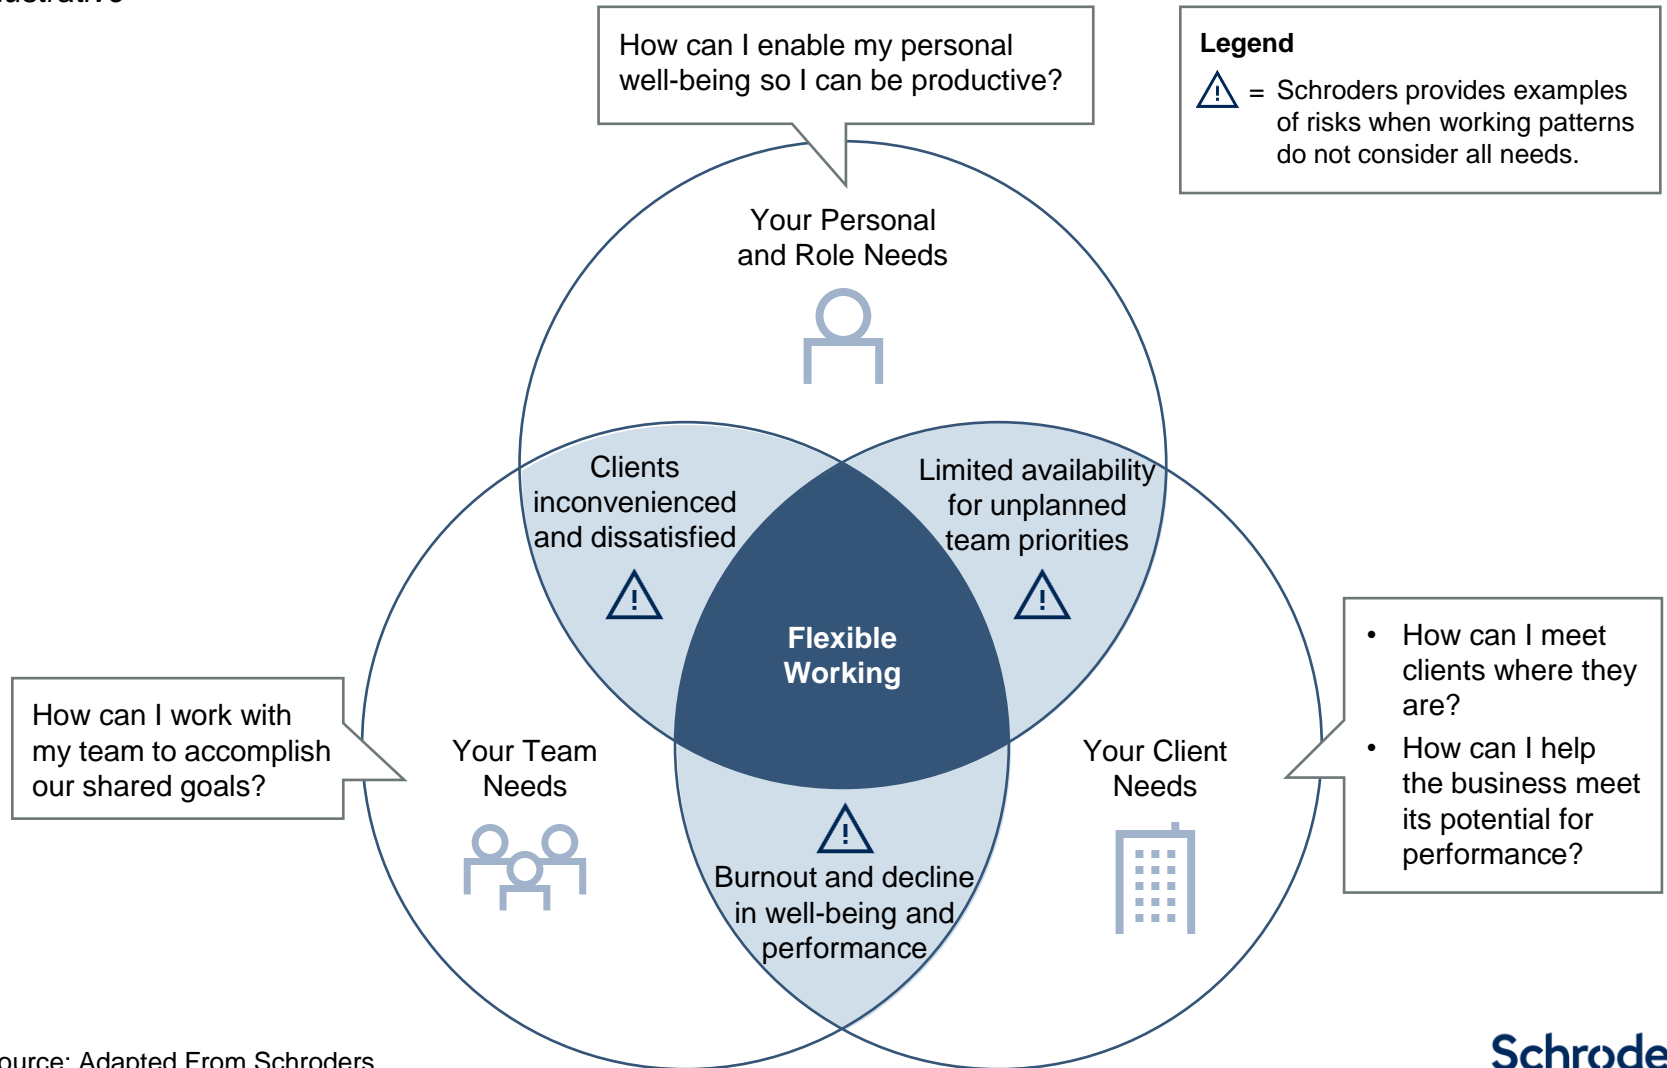 How can I enable my personal
well-being so I can be productive?
Legend
= Schroders provides examples
of risks when working patterns
do not consider all needs.
Your Personal
and Role Needs
Clients
inconvenienced
and dissatisfied
Limited availability
for unplanned
team priorities
Flexible
Working
How can I work with
my team to accomplish
our shared goals?
Your Team
Needs
Your Client
Needs
• How can I meet
clients where they
are?
• How can I help
the business meet
its potential for
performance?
Burnout and decline
in well-being and
performance
Adapted From Schroders